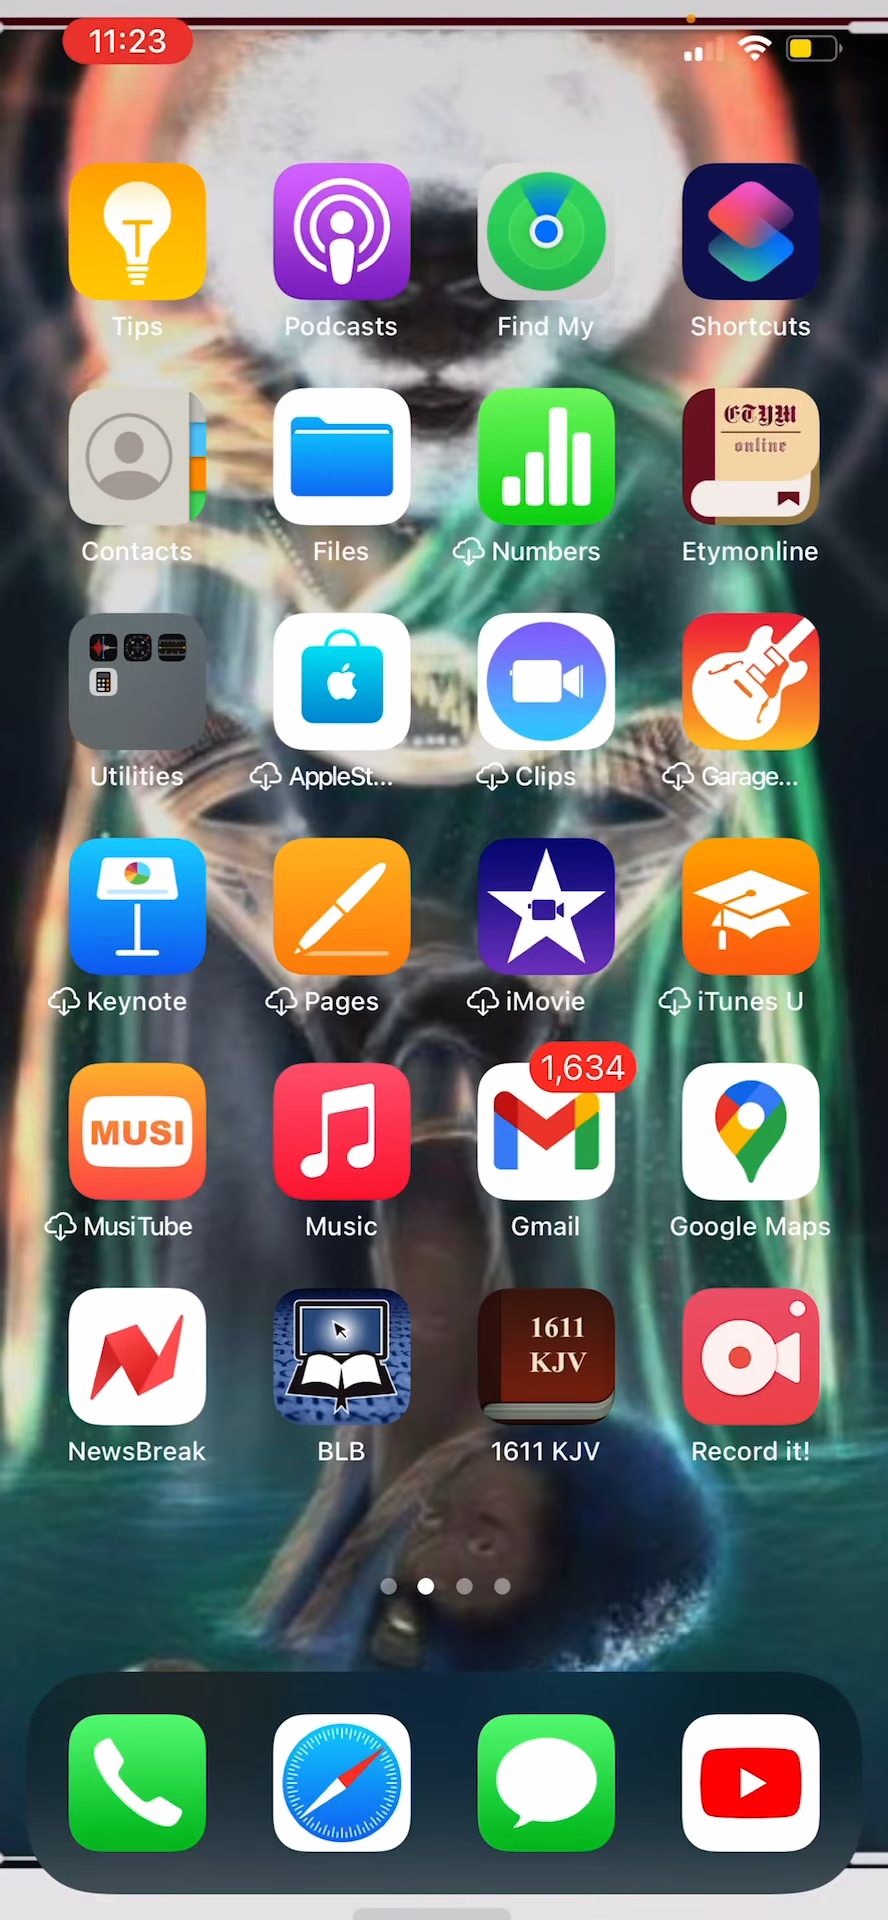 11:23
Tips
Podcasts
Find My
Shortcuts
ETYM
online
Contacts
Files
Numbers
Etymonline
Utilities
AppleSt...
Clips
Garage...
Keynote
Pages
iMovie
iTunes U
1,634
MUSI
MusiTube
Music
Gmail
Google Maps
1611
KJV
NewsBreak
BLB
1611 KJV
Record it!